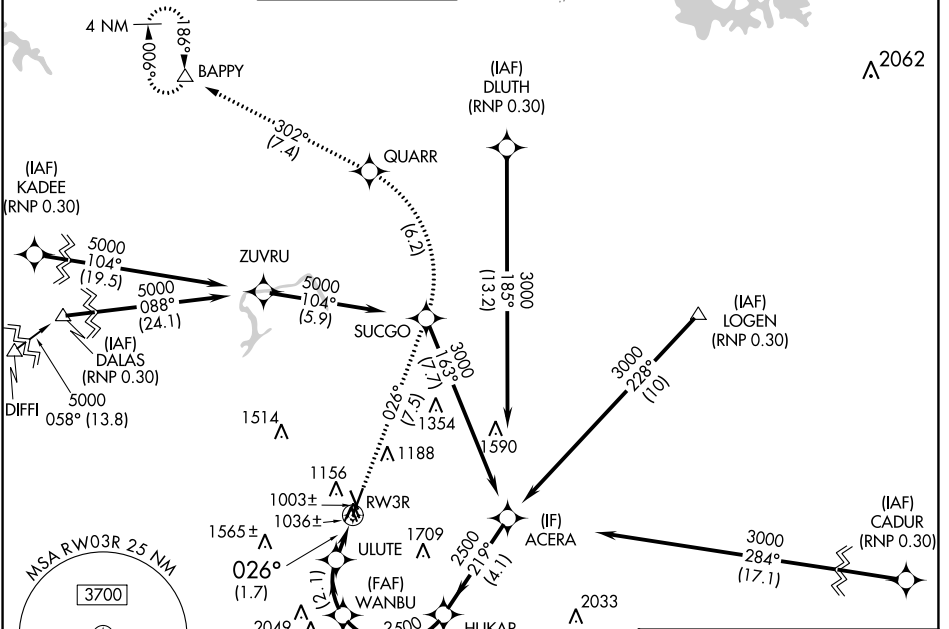 4 NM
186°
006°
BAPPY
2062
(IAF)
DLUTH
(RNP 0.30)
302°
(7.4)
QUARR
(IAF)
KADEE
(RNP 0.30)
(6.2)
5000
104°
(19.5)
ZUVRU
5000
104°
(5.9)
3000
185°
(13.2)
5000
088°
(24.1)
SUCGO
(IAF)
LOGEN
(RNP 0.30)
(IAF)
DALAS
(RNP 0.30)
3000
163°
(7.7)
3000
228°
(10)
DIFFI
5000
058° (13.8)
026°
(7.5)
1354
1514
1590
1188
1156
1003±
RW3R
1036±
1565±
1709
(IF)
ACERA
(IAF)
CADUR
(RNP 0.30)
ULUTE
2500
219°
(4.1)
3000
284°
(17.1)
MSA RW03R 25 NM
026°
(1.7)
(2.1)
(FAF)
WANBU
3700
2033
2049
2500
HUKAR